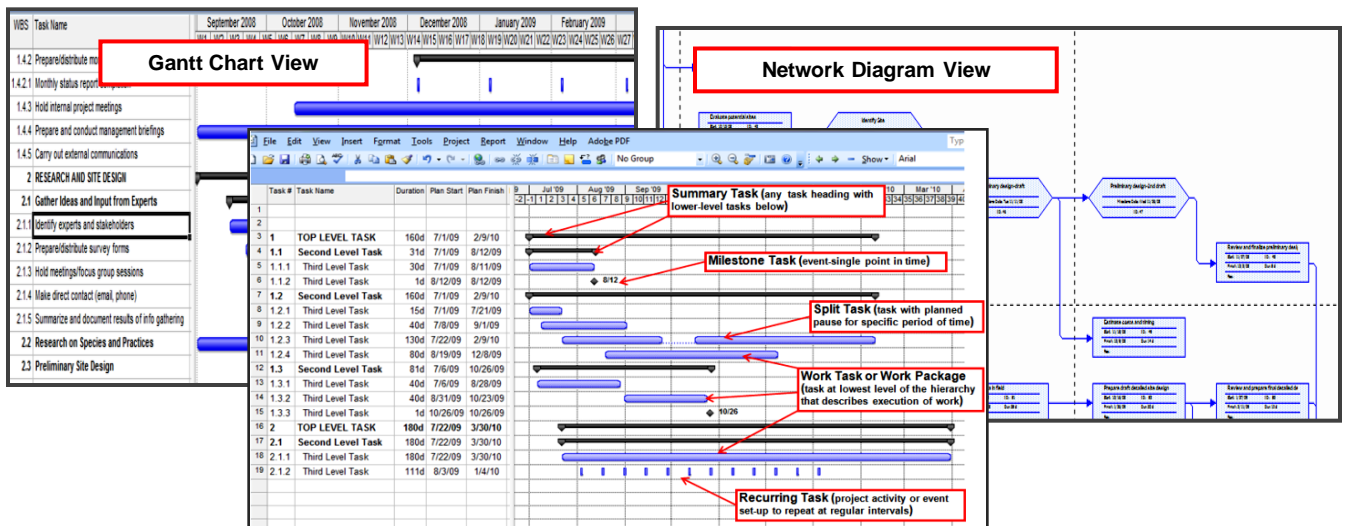 WBS Task Name
September 2008 October 2008 November 2008 December 2008 January 2009 February 2009
W12 W13 W14 W15 W16 W17 W18 W19 W20 W21 W22 W23 W24 W25 W26 W27
Gantt Chart View
1.4.2 Prepare/distribute
1.4.2.1 Monthly status report
1.4.3 Hold internal project meetings
1.4.4 Prepare and conduct management briefings
1.4.5 Carry out external communications
2 RESEARCH AND SITE DESIGN
2.1 Gather Ideas and Input from Experts
2.1.1 Identify experts and stakeholders
2.1.2 Prepare/distribute survey forms
2.1.3 Hold meetings/focus group sessions
2.1.4 Make direct contact (email, phone)
2.1.5 Summarize and document results of info gathering
2.2 Research on Species and Practices
2.3 Preliminary Site Design
Network Diagram View
Identify Site
Preliminary design-2nd draft
Review and finalize preliminary
Estimate costs and timing
Prepare draft detailed site design
Review and prepare final detailed
File Edit View Insert Format Tools Project Report Window Help Adobe PDF
No Group Show Arial
Task # Task Name Duration Plan Start Plan Finish
Jul '09 Aug '09 Sep '09 Mar '10
1
2
3 1 TOP LEVEL TASK 160d 7/1/09 2/9/10
4 1.1 Second Level Task 31d 7/1/09 8/12/09
5 1.1.1 Third Level Task 30d 7/1/09 8/11/09
6 1.1.2 Third Level Task 1d 8/12/09 8/12/09
7 1.2 Second Level Task 160d 7/1/09 2/9/10
8 1.2.1 Third Level Task 15d 7/1/09 7/21/09
9 1.2.2 Third Level Task 40d 7/8/09 9/1/09
10 1.2.3 Third Level Task 130d 7/22/09 2/9/10
11 1.2.4 Third Level Task 80d 8/19/09 12/8/09
12 1.3 Second Level Task 81d 7/6/09 10/26/09
13 1.3.1 Third Level Task 40d 7/6/09 8/28/09
14 1.3.2 Third Level Task 40d 8/31/09 10/23/09
15 1.3.3 Third Level Task 1d 10/26/09 10/26/09
16 2 TOP LEVEL TASK 180d 7/22/09 3/30/10
17 2.1 Second Level Task 180d 7/22/09 3/30/10
18 2.1.1 Third Level Task 180d 7/22/09 3/30/10
19 2.1.2 Third Level Task 111d 8/3/09 1/4/10
Summary Task (any task heading with
lower-level tasks below)
Milestone Task (event-single point in time)
8/12
Split Task (task with planned
pause for specific period of time)
Work Task or Work Package
(task at lowest level of the hierarchy
that describes execution of work)
10/26
Recurring Task (project activity or event
set-up to repeat at regular intervals)